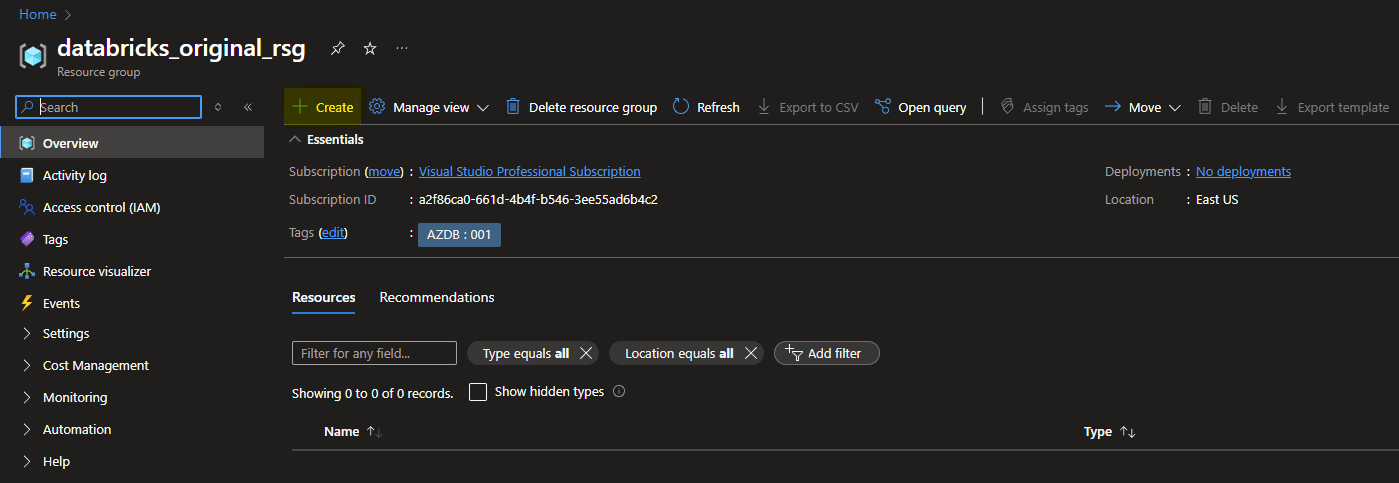 Home
databricks_original_rsg
Resource group
Search
Create
Manage view
Delete resource group
Refresh
Export to CSV
Open query
Assign tags
Move
Delete
Export template
Overview
Activity log
Access control (IAM)
Tags
Resource visualizer
Events
Settings
Cost Management
Monitoring
Automation
Help
Essentials
Subscription (move) : Visual Studio Professional Subscription
Subscription ID : a2f86ca0-661d-4b4f-b546-3ee55ad6b4c2
Tags (edit) : AZDB : 001
Deployments : No deployments
Location : East US
Resources Recommendations
Filter for any field... Type equals all Location equals all Add filter
Showing 0 to 0 of 0 records. Show hidden types
Name Type